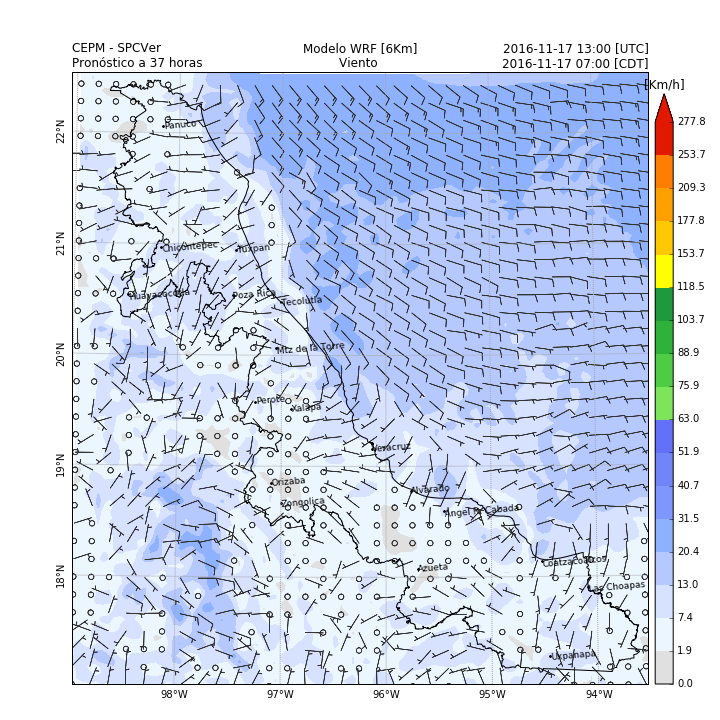 CEPM - SPCVer Modelo WRF [6Km] 2016-11-17 13:00 [UTC]
Pronóstico a 37 horas Viento 2016-11-17 07:00 [CDT]
[Km/h]
277.8
253.7
209.3
177.8
153.7
118.5
103.7
88.9
75.9
63.0
51.9
40.7
31.5
20.4
13.0
7.4
1.9
0.0
22°N
21°N
20°N
19°N
18°N
Panuco
Chicontepec
Tuxpan
Huayacocotla
Poza Rica
Tecolutla
Mtz de la Torre
Perote
Xalapa
Veracruz
Orizaba
Zongolica
Alvarado
Angel R Cabada
Azueta
Las Choapas
Uxpanapa
98°W 97°W 96°W 95°W 94°W